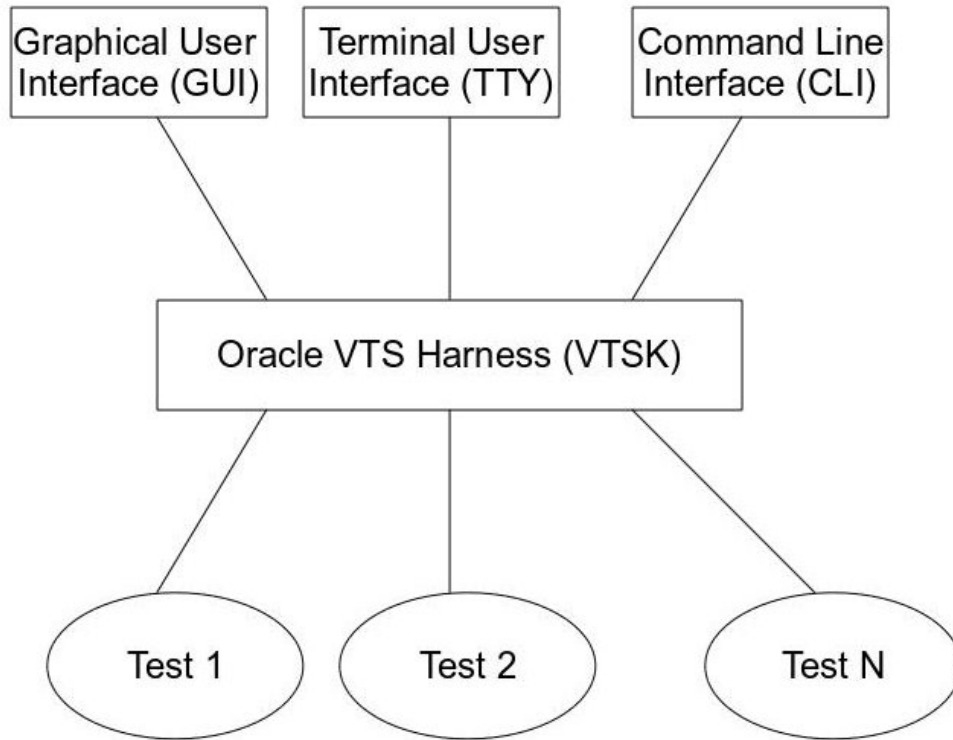 Graphical User
Interface (GUI)
Terminal User
Interface (TTY)
Command Line
Interface (CLI)
Oracle VTS Harness (VTSK)
Test 1
Test 2
Test N